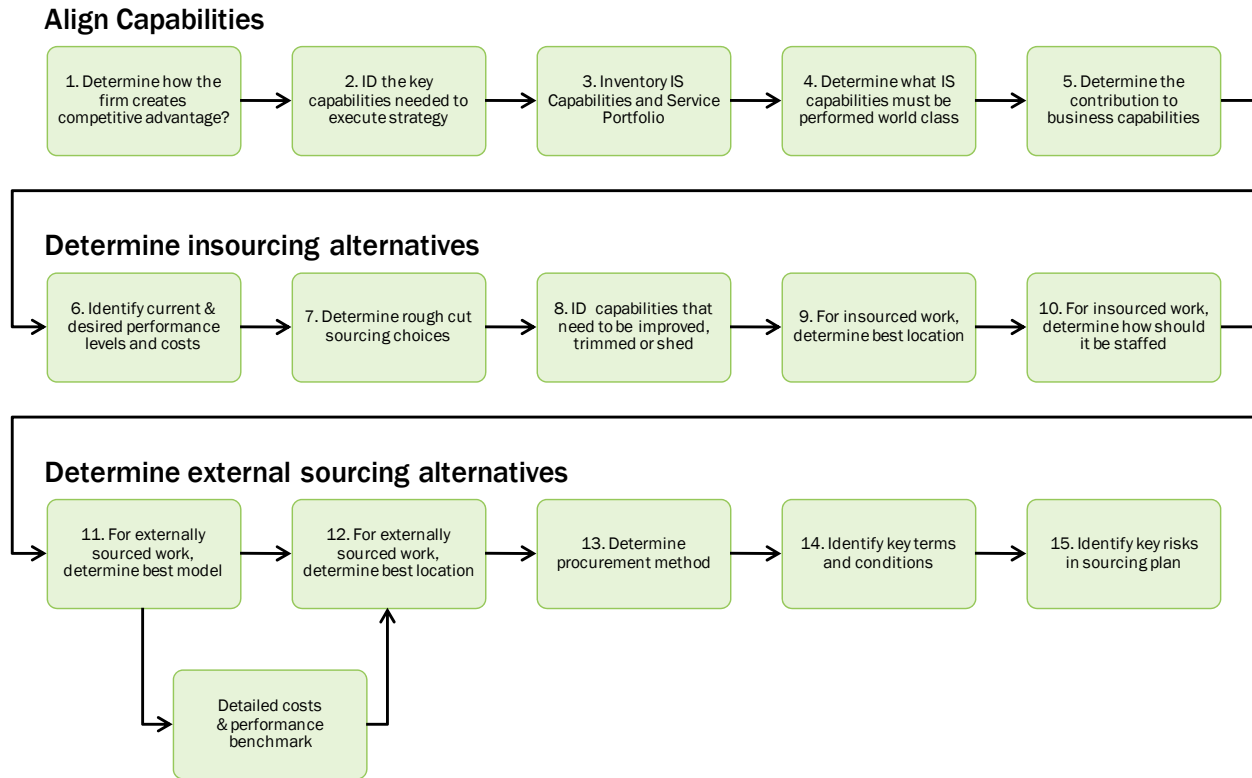 Align Capabilities
1. Determine how the
firm creates
competitive advantage?
2. ID the key
capabilities needed to
execute strategy
3. Inventory IS
Capabilities and Service
Portfolio
4. Determine what IS
capabilities must be
performed world class
5. Determine the
contribution to
business capabilities
Determine insourcing alternatives
6. Identify current &
desired performance
levels and costs
7. Determine rough cut
sourcing choices
8. ID capabilities that
need to be improved,
trimmed or shed
9. For insourced work,
determine best location
10. For insourced work,
determine how should
it be staffed
Determine external sourcing alternatives
11. For externally
sourced work,
determine best model
12. For externally
sourced work,
determine best location
13. Determine
procurement method
14. Identify key terms
and conditions
15. Identify key risks
in sourcing plan
Detailed costs
& performance
benchmark